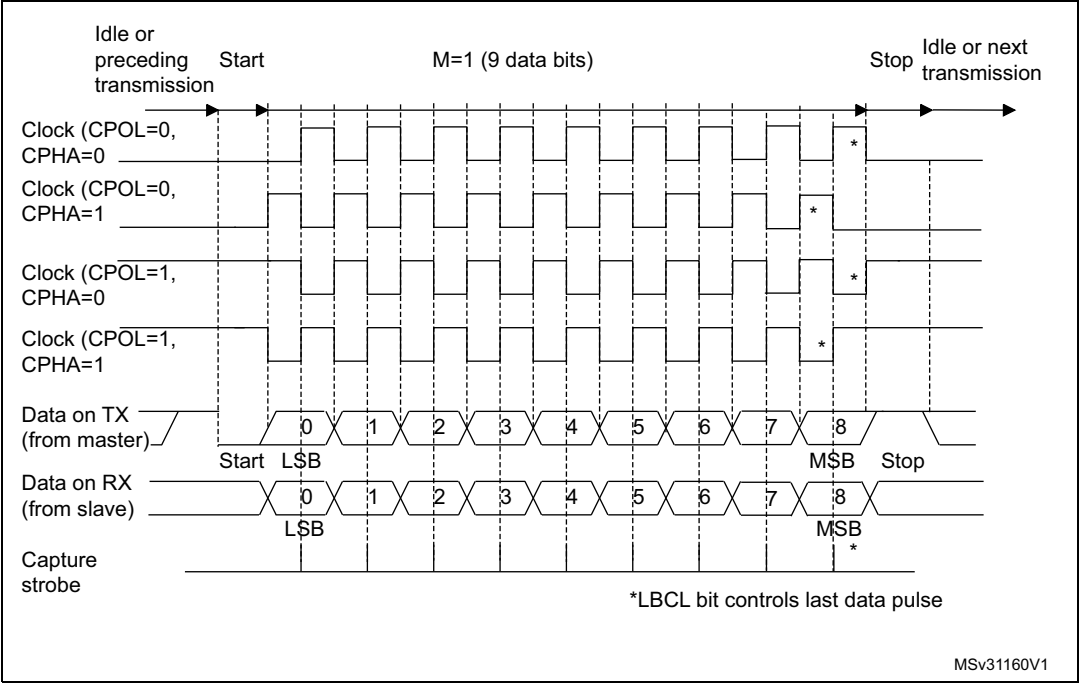 Idle or
preceding
transmission
Start
M=1 (9 data bits)
Stop
Idle or next
transmission
Clock (CPOL=0,
CPHA=0
*
Clock (CPOL=0,
CPHA=1
*
Clock (CPOL=1,
CPHA=0
*
Clock (CPOL=1,
CPHA=1
*
Data on TX
(from master)
0 1 2 3 4 5 6 7 8
Start LSB MSB Stop
Data on RX
(from slave)
0 1 2 3 4 5 6 7 8
LSB MSB
Capture
strobe
*
*LBCL bit controls last data pulse
MSv31160V1